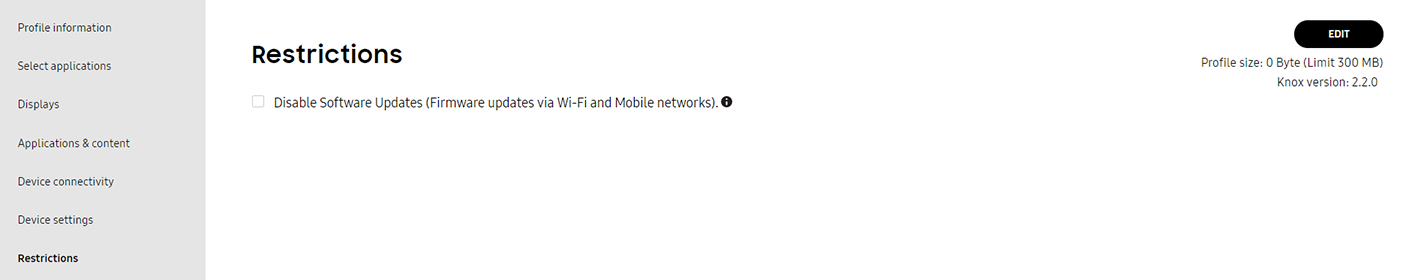 Profile information
Select applications
Displays
Applications & content
Device connectivity
Device settings
Restrictions
Restrictions
Disable Software Updates (Firmware updates via Wi-Fi and Mobile networks).
EDIT
Profile size: 0 Byte (Limit 300 MB)
Knox version: 2.2.0